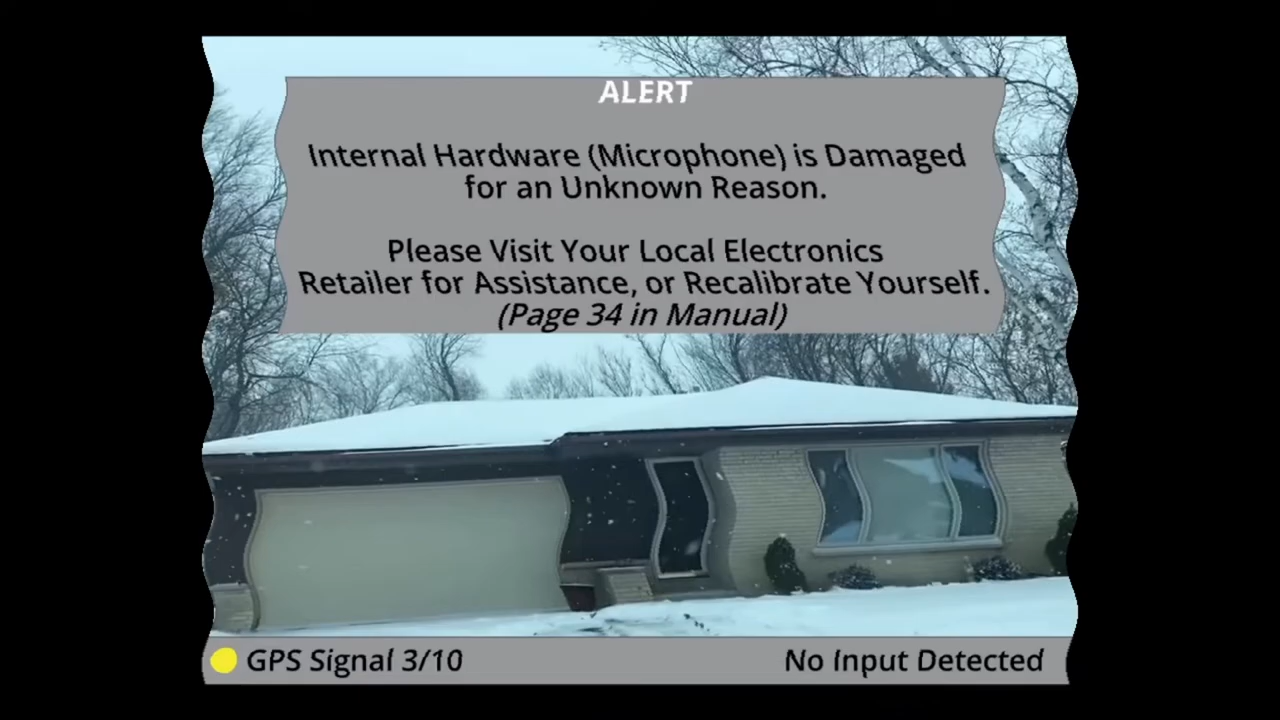 ALERT
Internal Hardware (Microphone) is Damaged
for an Unknown Reason.
Please Visit Your Local Electronics
Retailer for Assistance, or Recalibrate Yourself.
(Page 34 in Manual)
GPS Signal 3/10
No Input Detected